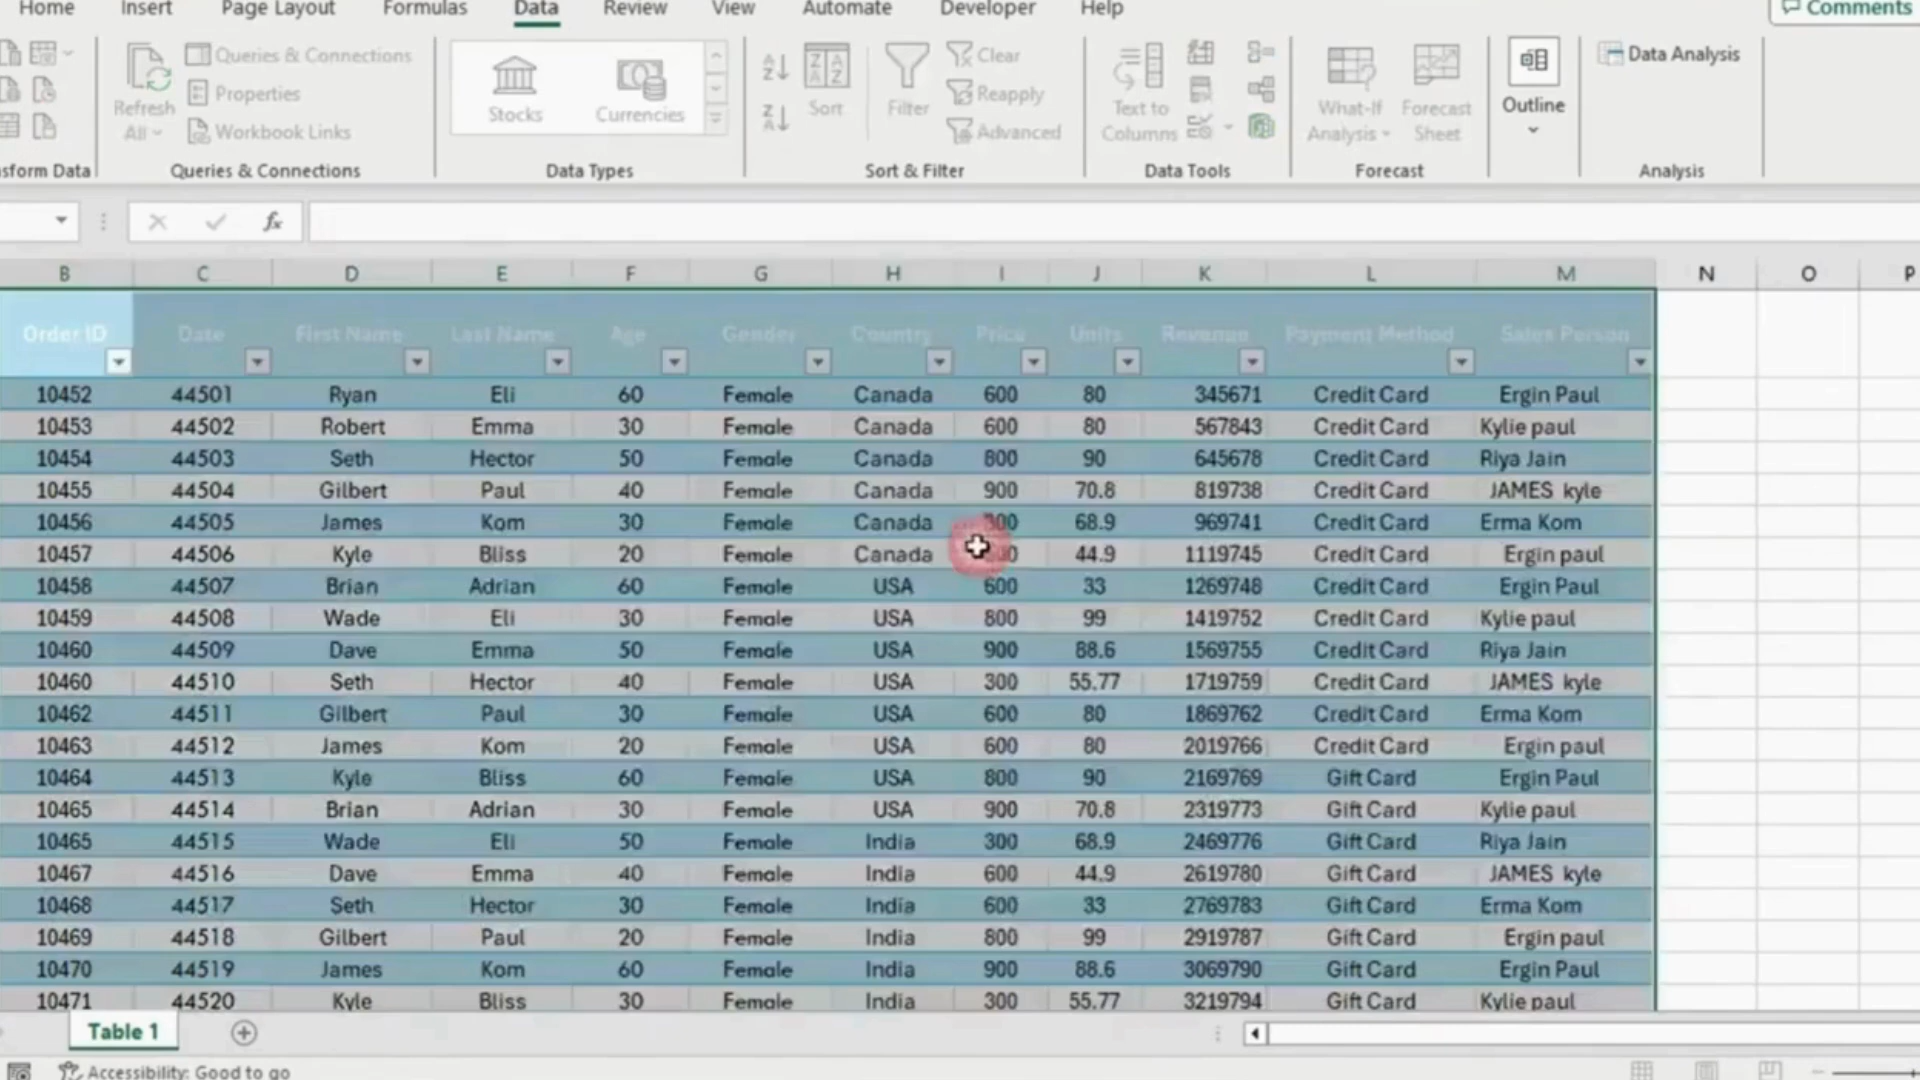 Home Insert Page Layout Formulas Data Review View Automate Developer Help Comments
Queries & Connections
Properties
Workbook Links
Refresh
All
Stocks Currencies
Sort
Filter
Clear
Reapply
Advanced
Text to
Columns
What-If
Analysis
Forecast
Sheet
Outline
Data Analysis
sform Data Queries & Connections Data Types Sort & Filter Data Tools Forecast Analysis
fx
B C D E F G H I J K L M N O P
Order ID Date First Name Last Name Age Gender Country Price Units Revenue Payment Method Sales Person
10452 44501 Ryan Eli 60 Female Canada 600 80 345671 Credit Card Ergin Paul
10453 44502 Robert Emma 30 Female Canada 600 80 567843 Credit Card Kylie paul
10454 44503 Seth Hector 50 Female Canada 800 90 645678 Credit Card Riya Jain
10455 44504 Gilbert Paul 40 Female Canada 900 70.8 819738 Credit Card JAMES kyle
10456 44505 James Kom 30 Female Canada 68.9 969741 Credit Card Erma Kom
10457 44506 Kyle Bliss 20 Female Canada 44.9 1119745 Credit Card Ergin paul
10458 44507 Brian Adrian 60 Female USA 600 33 1269748 Credit Card Ergin Paul
10459 44508 Wade Eli 30 Female USA 800 99 1419752 Credit Card Kylie paul
10460 44509 Dave Emma 50 Female USA 900 88.6 1569755 Credit Card Riya Jain
10460 44510 Seth Hector 40 Female USA 300 55.77 1719759 Credit Card JAMES kyle
10462 44511 Gilbert Paul 30 Female USA 600 80 1869762 Credit Card Erma Kom
10463 44512 James Kom 20 Female USA 600 80 2019766 Credit Card Ergin paul
10464 44513 Kyle Bliss 60 Female USA 800 90 2169769 Gift Card Ergin Paul
10465 44514 Brian Adrian 30 Female USA 900 70.8 2319773 Gift Card Kylie paul
10465 44515 Wade Eli 50 Female India 300 68.9 2469776 Gift Card Riya Jain
10467 44516 Dave Emma 40 Female India 600 44.9 2619780 Gift Card JAMES kyle
10468 44517 Seth Hector 30 Female India 600 33 2769783 Gift Card Erma Kom
10469 44518 Gilbert Paul 20 Female India 800 99 2919787 Gift Card Ergin paul
10470 44519 James Kom 60 Female India 900 88.6 3069790 Gift Card Ergin Paul
10471 44520 Kyle Bliss 30 Female India 300 55.77 3219794 Gift Card Kylie paul
Table 1
Accessibility: Good to go